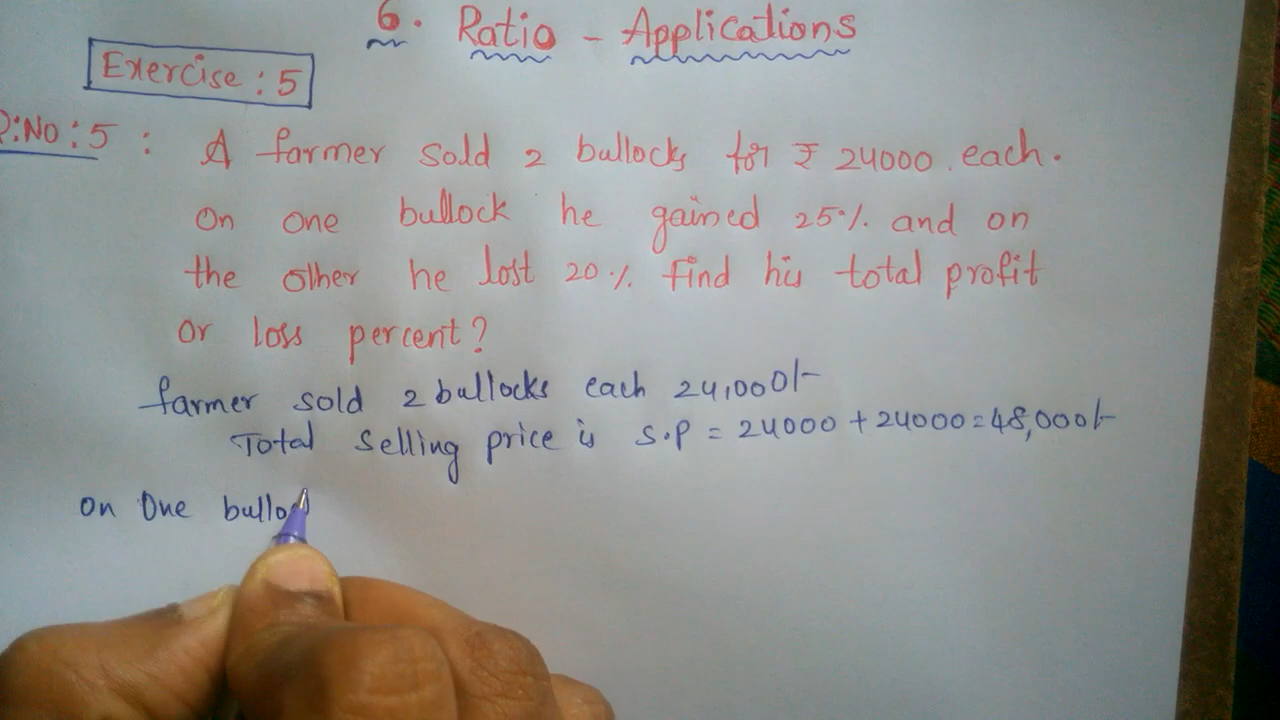 6. Ratio - Applications
Exercise : 5
P.No : 5 : A farmer sold 2 bullocks for ₹ 24000 each.
On one bullock he gained 25% and on
the other he lost 20% find his total profit
or loss percent?
farmer sold 2 bullocks each 24,000/-
Total selling price is S.P = 24000 + 24000 = 48,000/-
on One bulloc